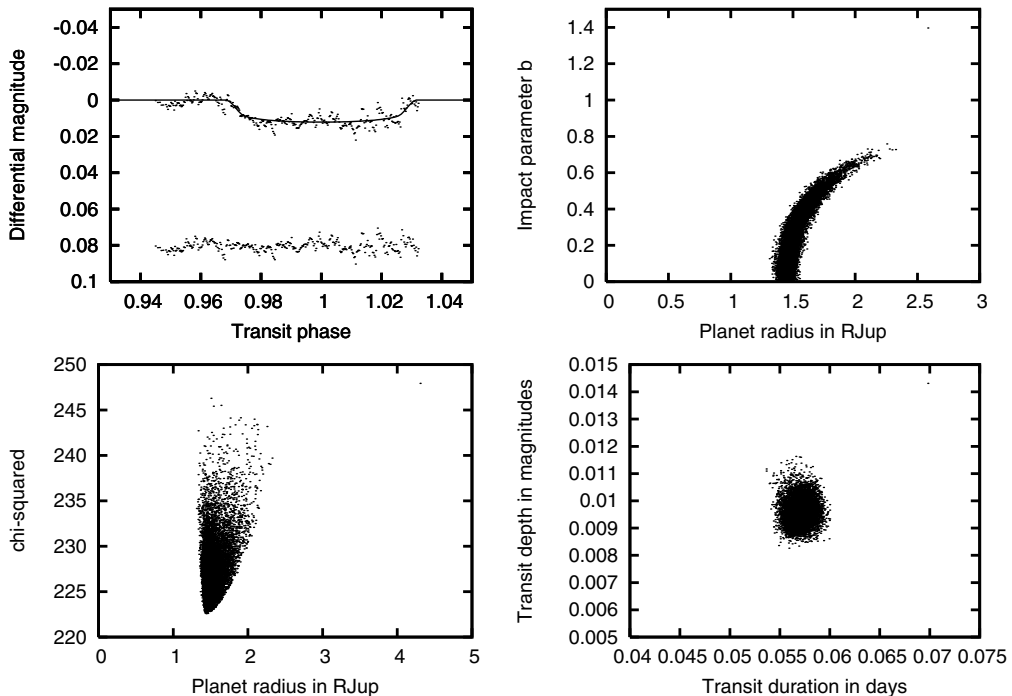 -0.04
-0.02
0
0.02
0.04
0.06
0.08
0.1
0.94 0.96 0.98 1 1.02 1.04
Differential magnitude
Transit phase
1.4
1.2
1
0.8
0.6
0.4
0.2
0
0 0.5 1 1.5 2 2.5 3
Impact parameter b
Planet radius in RJup
250
245
240
235
230
225
220
0 1 2 3 4 5
chi-squared
Planet radius in RJup
0.015
0.014
0.013
0.012
0.011
0.01
0.009
0.008
0.007
0.006
0.005
0.04 0.045 0.05 0.055 0.06 0.065 0.07 0.075
Transit depth in magnitudes
Transit duration in days